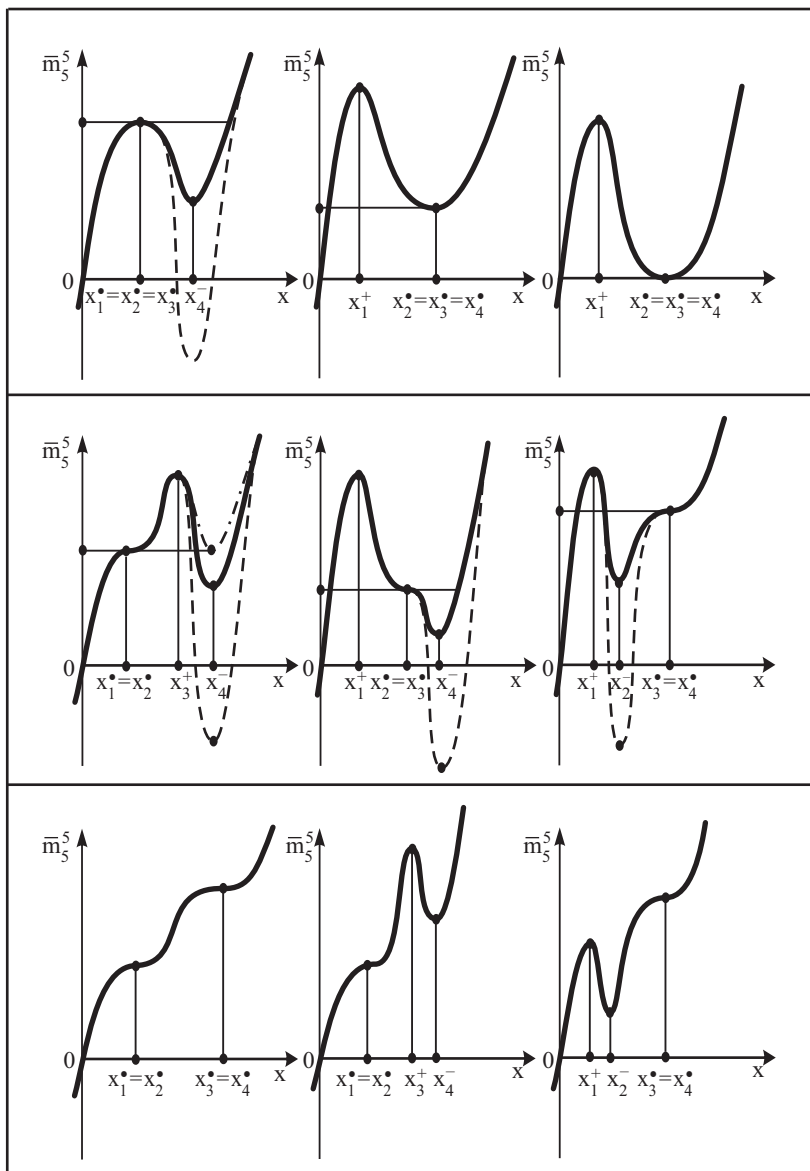 m̅₅⁵ m̅₅⁵ m̅₅⁵
0 0 0
x₁•=x₂•=x₃• x₄⁻ x x₁⁺ x₂•=x₃•=x₄• x x₁⁺ x₂•=x₃•=x₄• x
m̅₅⁵ m̅₅⁵ m̅₅⁵
0 0 0
x₁•=x₂• x₃⁺ x₄⁻ x x₁⁺ x₂•=x₃• x₄⁻ x x₁⁺ x₂⁻ x₃•=x₄• x
m̅₅⁵ m̅₅⁵ m̅₅⁵
0 0 0
x₁•=x₂• x₃•=x₄• x x₁•=x₂• x₃⁺ x₄⁻ x x₁⁺ x₂⁻ x₃•=x₄• x